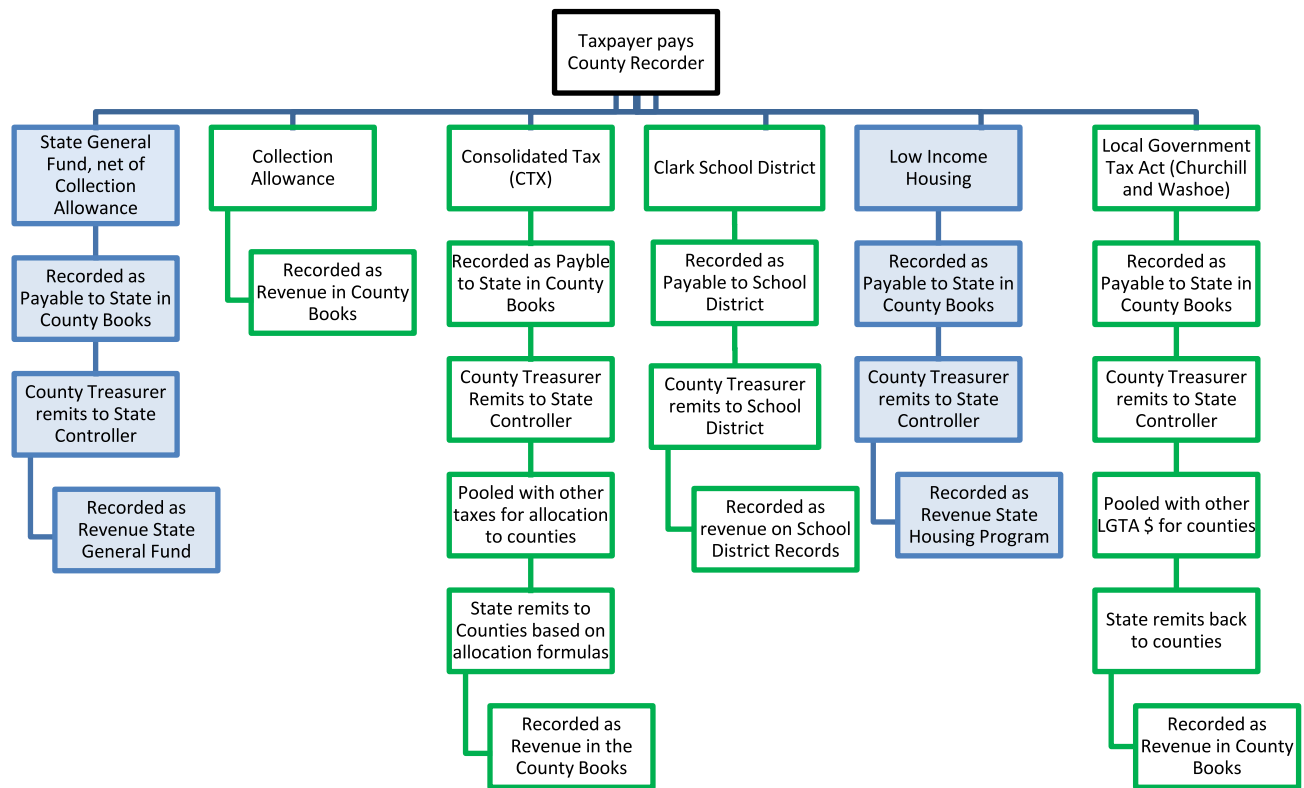 Taxpayer pays
County Recorder
State General
Fund, net of
Collection
Allowance
Recorded as
Payable to State in
County Books
County Treasurer
remits to State
Controller
Recorded as
Revenue State
General Fund
Collection
Allowance
Recorded as
Revenue in County
Books
Consolidated Tax
(CTX)
Recorded as Payble
to State in County
Books
County Treasurer
Remits to State
Controller
Pooled with other
taxes for allocation
to counties
State remits to
Counties based on
allocation formulas
Recorded as
Revenue in the
County Books
Clark School District
Recorded as
Payable to School
District
County Treasurer
remits to School
District
Recorded as
revenue on School
District Records
Low Income
Housing
Recorded as
Payable to State in
County Books
County Treasurer
remits to State
Controller
Recorded as
Revenue State
Housing Program
Local Government
Tax Act (Churchill
and Washoe)
Recorded as
Payable to State in
County Books
County Treasurer
remits to State
Controller
Pooled with other
LGTA $ for counties
State remits back
to counties
Recorded as
Revenue in County
Books